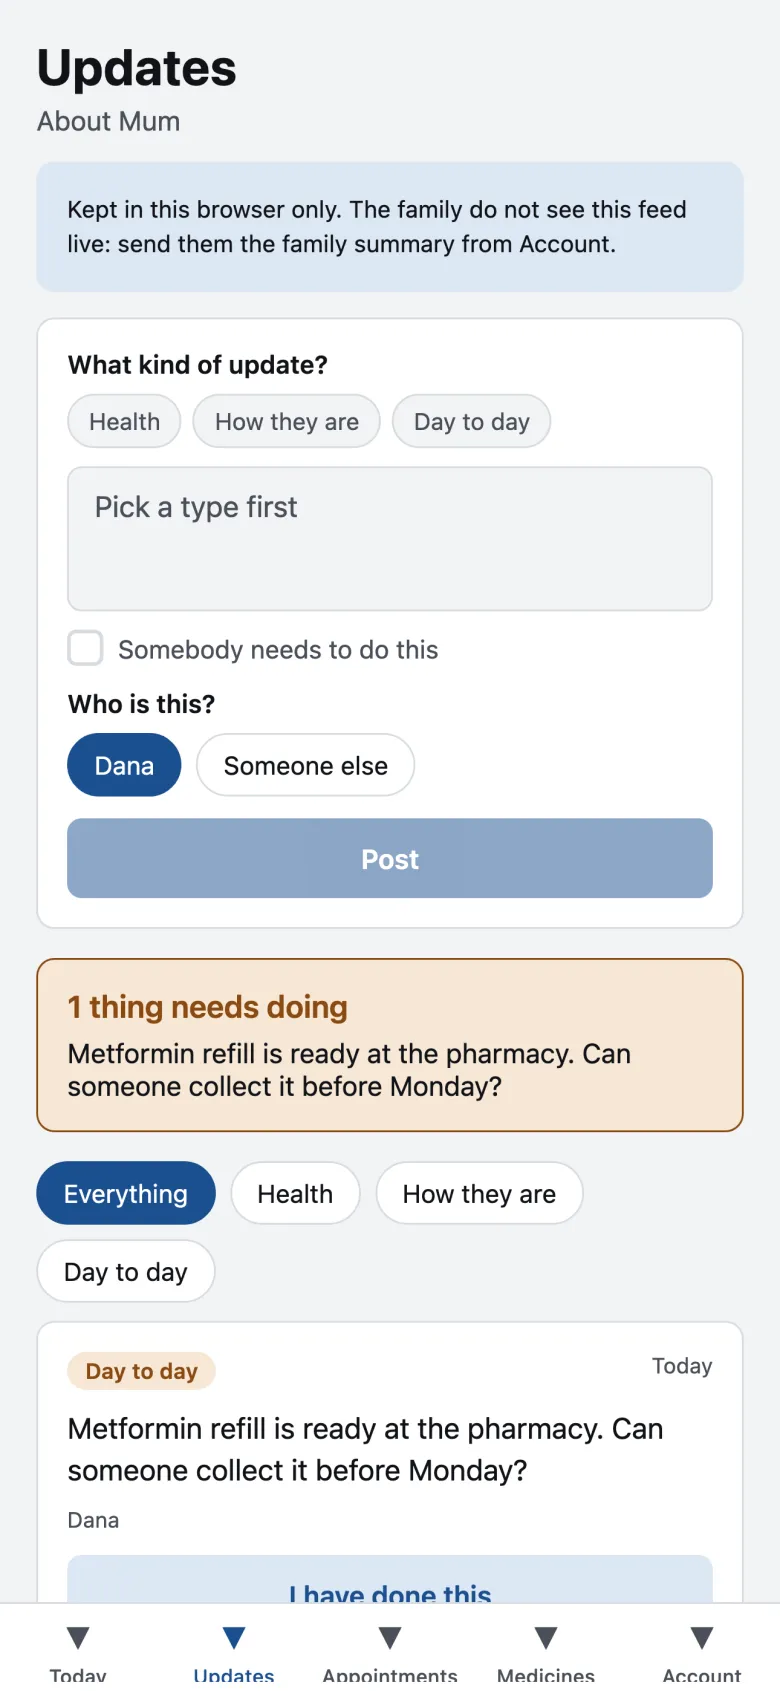 Updates
About Mum
Kept in this browser only. The family do not see this feed
live: send them the family summary from Account.
What kind of update?
Health
How they are
Day to day
Pick a type first
Somebody needs to do this
Who is this?
Dana
Someone else
Post
1 thing needs doing
Metformin refill is ready at the pharmacy. Can
someone collect it before Monday?
Everything
Health
How they are
Day to day
Day to day
Today
Metformin refill is ready at the pharmacy. Can
someone collect it before Monday?
Dana
I have done this
Today
Updates
Appointments
Medicines
Account